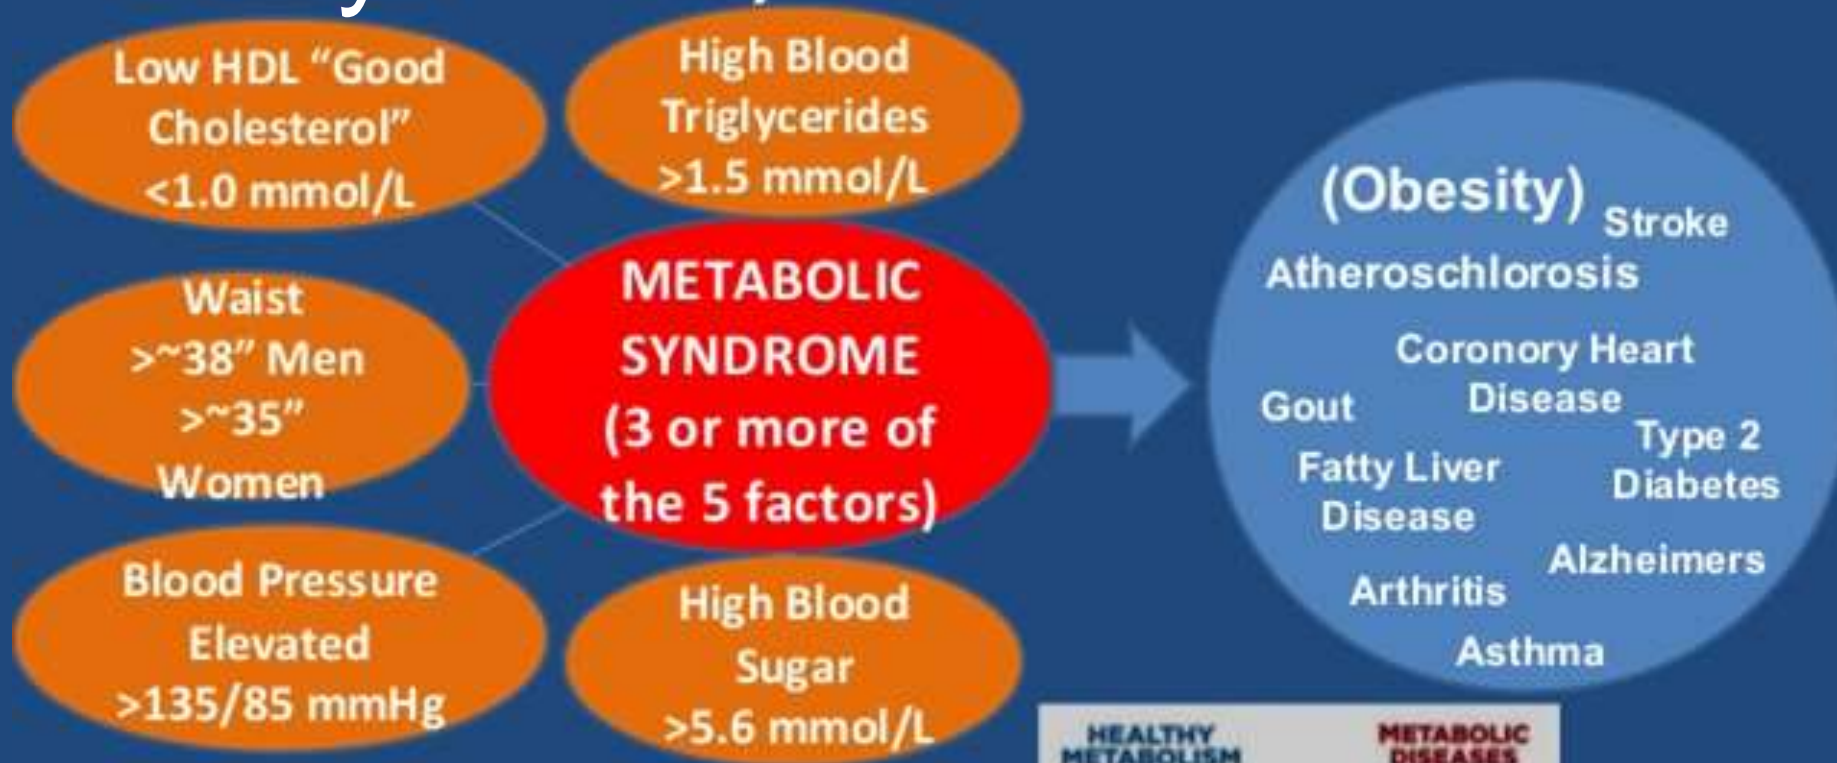 Low HDL “Good
Cholesterol”
<1.0 mmol/L
High Blood
Triglycerides
>1.5 mmol/L
Waist
>~38” Men
>~35”
Women
METABOLIC
SYNDROME
(3 or more of
the 5 factors)
Blood Pressure
Elevated
>135/85 mmHg
High Blood
Sugar
>5.6 mmol/L
(Obesity)
Stroke
Atheroschlorosis
Coronory Heart
Disease
Gout
Type 2
Diabetes
Fatty Liver
Disease
Alzheimers
Arthritis
Asthma
HEALTHY
METABOLISM
METABOLIC
DISEASES